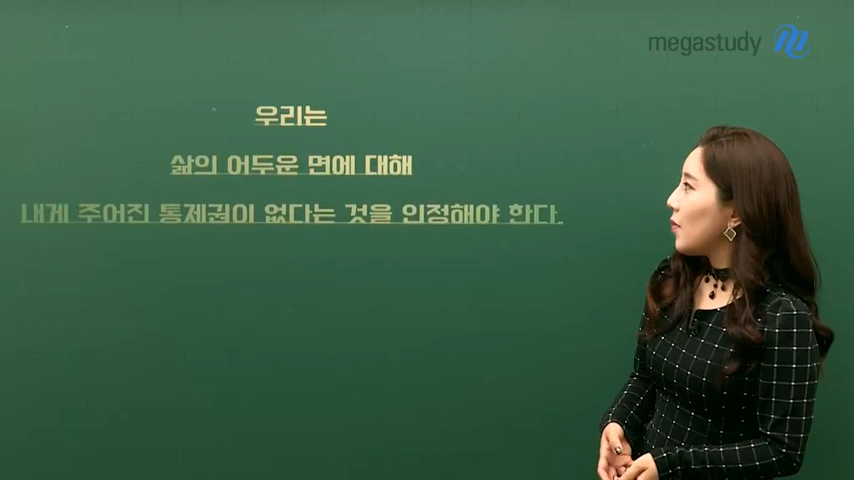 megastudy
우리는
삶의 어두운 면에 대해
내게 주어진 통제권이 없다는 것을 인정해야 한다.